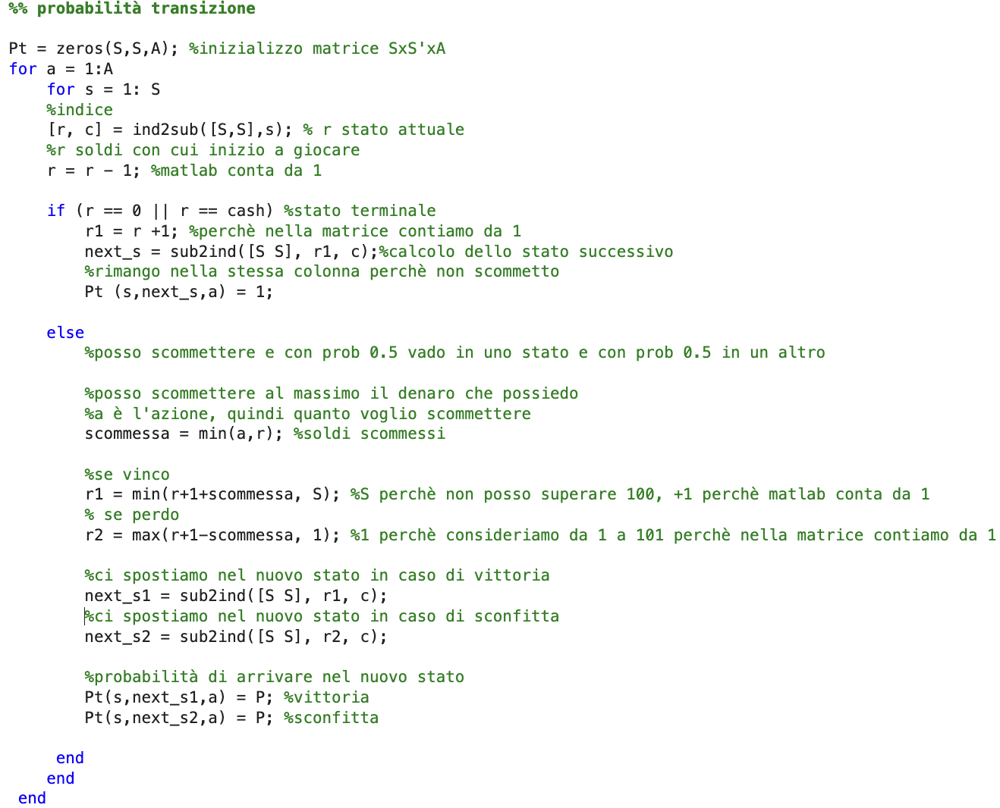 %% probabilità transizione
Pt = zeros(S,S,A); %inizializzo matrice SxS'xA
for a = 1:A
for s = 1: S
%indice
[r, c] = ind2sub([S,S],s); % r stato attuale
%r soldi con cui inizio a giocare
r = r - 1; %matlab conta da 1
if (r == 0 || r == cash) %stato terminale
r1 = r +1; %perchè nella matrice contiamo da 1
next_s = sub2ind([S S], r1, c);%calcolo dello stato successivo
%rimango nella stessa colonna perchè non scommetto
Pt (s,next_s,a) = 1;
else
%posso scommettere e con prob 0.5 vado in uno stato e con prob 0.5 in un altro
%posso scommettere al massimo il denaro che possiedo
%a è l'azione, quindi quanto voglio scommettere
scommessa = min(a,r); %soldi scommessi
%se vinco
r1 = min(r+1+scommessa, S); %S perchè non posso superare 100, +1 perchè matlab conta da 1
% se perdo
r2 = max(r+1-scommessa, 1); %1 perchè consideriamo da 1 a 101 perchè nella matrice contiamo da 1
%ci spostiamo nel nuovo stato in caso di vittoria
next_s1 = sub2ind([S S], r1, c);
%ci spostiamo nel nuovo stato in caso di sconfitta
next_s2 = sub2ind([S S], r2, c);
%probabilità di arrivare nel nuovo stato
Pt(s,next_s1,a) = P; %vittoria
Pt(s,next_s2,a) = P; %sconfitta
end
end
end